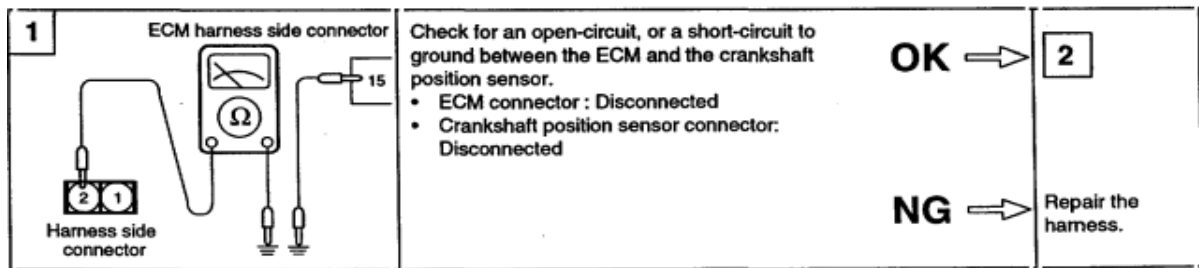 1
ECM harness side connector
15
Ω
2 1
Harness side
connector
Check for an open-circuit, or a short-circuit to
ground between the ECM and the crankshaft
position sensor.
• ECM connector : Disconnected
• Crankshaft position sensor connector:
Disconnected
OK
2
NG
Repair the
harness.